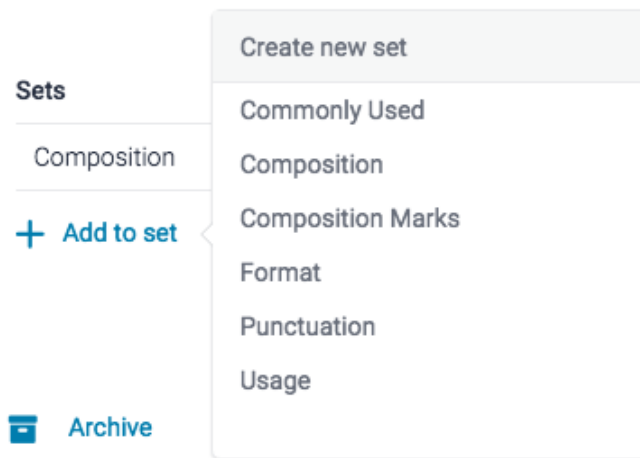 Sets
Composition
Add to set
Archive
Create new set
Commonly Used
Composition
Composition Marks
Format
Punctuation
Usage